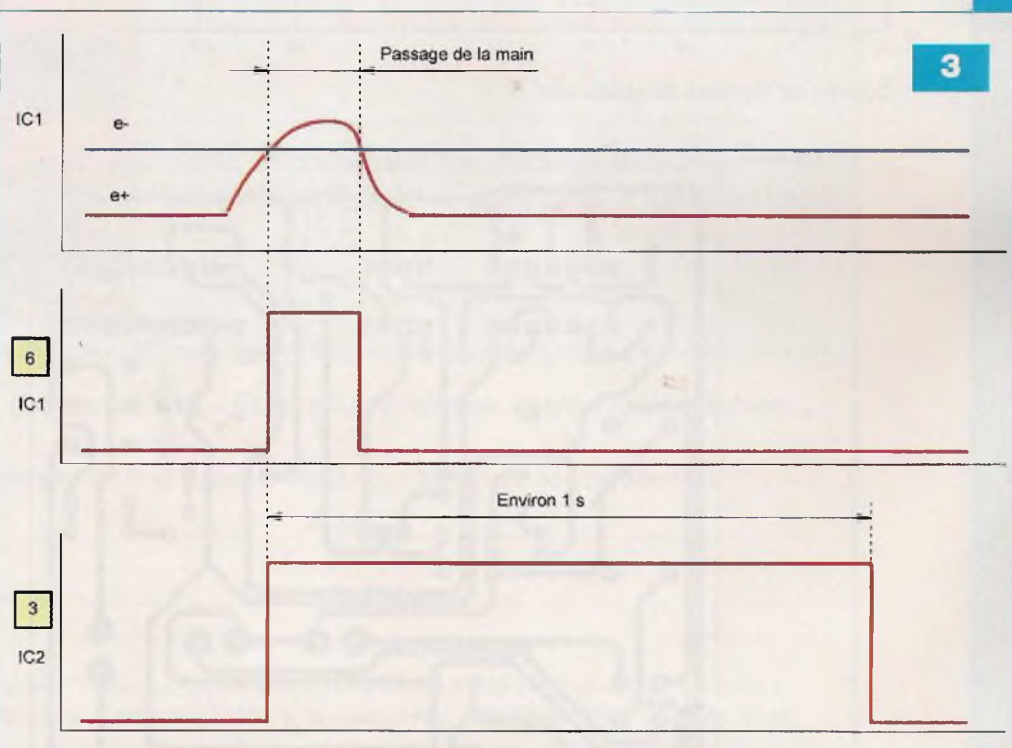 Passage de la main
3
IC1
e-
e+
6
IC1
Environ 1 s
3
IC2